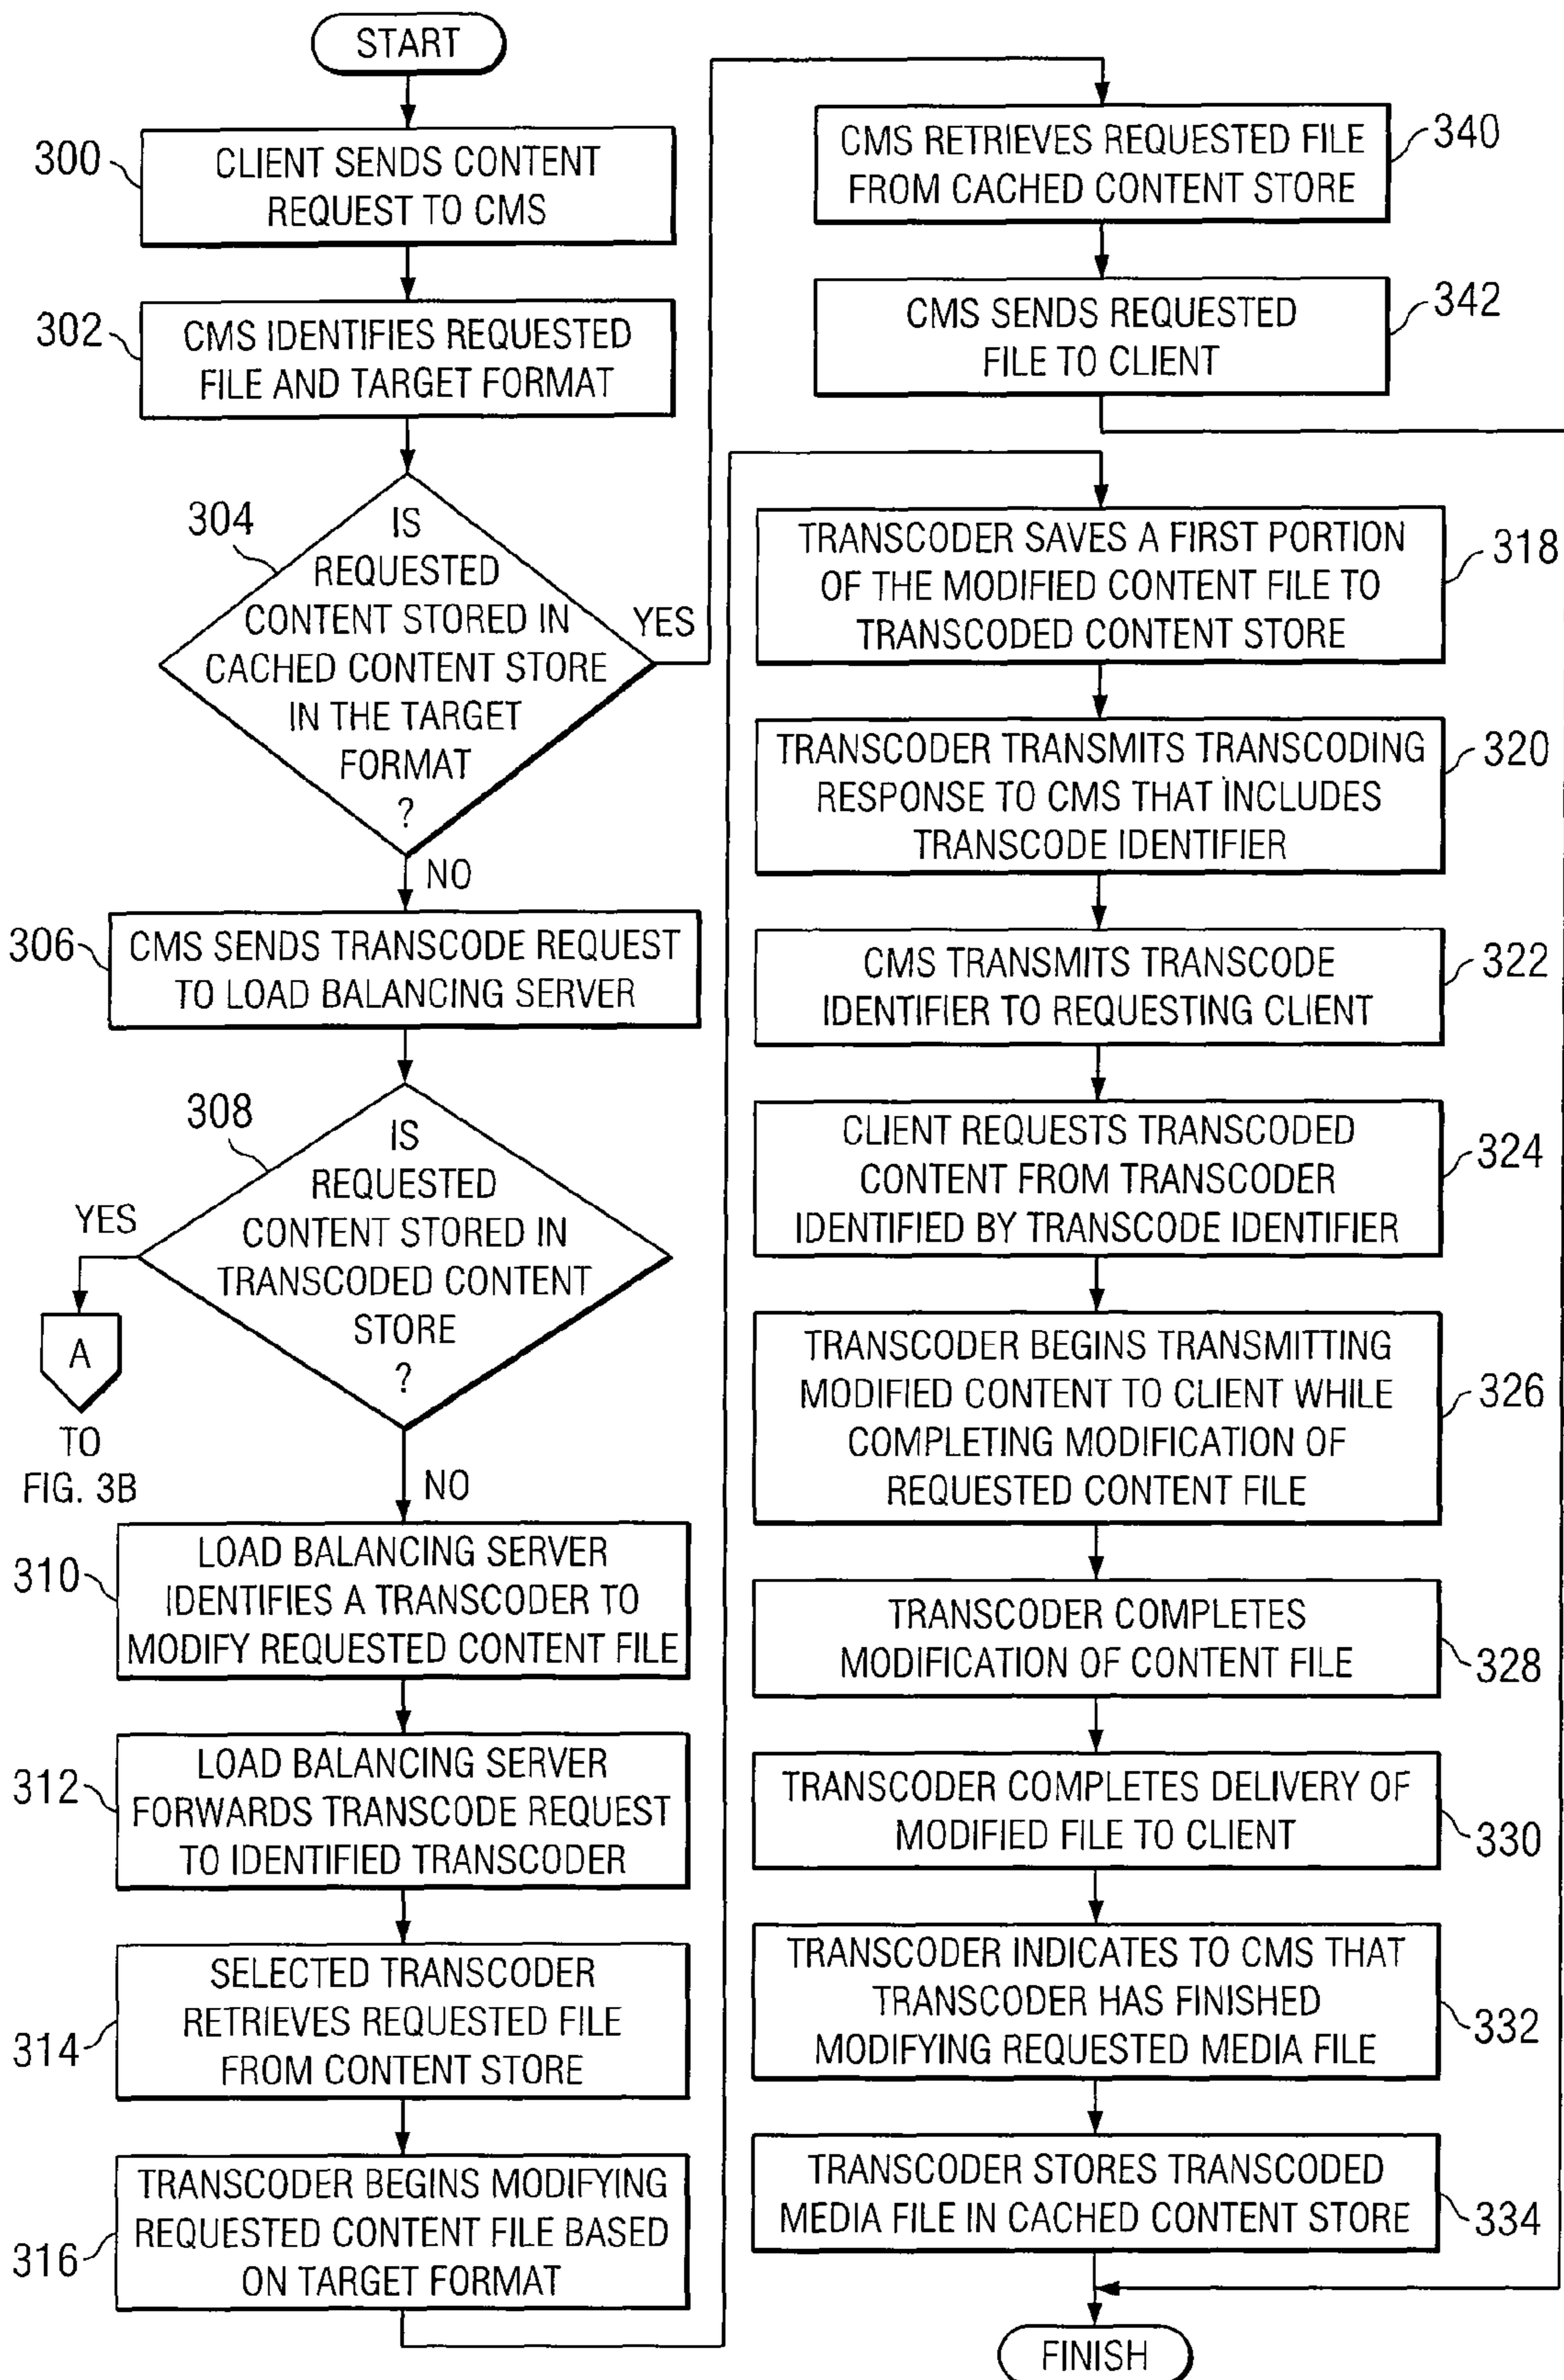 START
300
CLIENT SENDS CONTENT
REQUEST TO CMS
302
CMS IDENTIFIES REQUESTED
FILE AND TARGET FORMAT
304
IS
REQUESTED
CONTENT STORED IN
CACHED CONTENT STORE
IN THE TARGET
FORMAT
?
YES
NO
306
CMS SENDS TRANSCODE REQUEST
TO LOAD BALANCING SERVER
308
IS
REQUESTED
CONTENT STORED IN
TRANSCODED CONTENT
STORE
?
YES
A
TO
FIG. 3B
NO
310
LOAD BALANCING SERVER
IDENTIFIES A TRANSCODER TO
MODIFY REQUESTED CONTENT FILE
312
LOAD BALANCING SERVER
FORWARDS TRANSCODE REQUEST
TO IDENTIFIED TRANSCODER
314
SELECTED TRANSCODER
RETRIEVES REQUESTED FILE
FROM CONTENT STORE
316
TRANSCODER BEGINS MODIFYING
REQUESTED CONTENT FILE BASED
ON TARGET FORMAT
CMS RETRIEVES REQUESTED FILE
FROM CACHED CONTENT STORE
340
CMS SENDS REQUESTED
FILE TO CLIENT
342
TRANSCODER SAVES A FIRST PORTION
OF THE MODIFIED CONTENT FILE TO
TRANSCODED CONTENT STORE
318
TRANSCODER TRANSMITS TRANSCODING
RESPONSE TO CMS THAT INCLUDES
TRANSCODE IDENTIFIER
320
CMS TRANSMITS TRANSCODE
IDENTIFIER TO REQUESTING CLIENT
322
CLIENT REQUESTS TRANSCODED
CONTENT FROM TRANSCODER
IDENTIFIED BY TRANSCODE IDENTIFIER
324
TRANSCODER BEGINS TRANSMITTING
MODIFIED CONTENT TO CLIENT WHILE
COMPLETING MODIFICATION OF
REQUESTED CONTENT FILE
326
TRANSCODER COMPLETES
MODIFICATION OF CONTENT FILE
328
TRANSCODER COMPLETES DELIVERY OF
MODIFIED FILE TO CLIENT
330
TRANSCODER INDICATES TO CMS THAT
TRANSCODER HAS FINISHED
MODIFYING REQUESTED MEDIA FILE
332
TRANSCODER STORES TRANSCODED
MEDIA FILE IN CACHED CONTENT STORE
334
FINISH